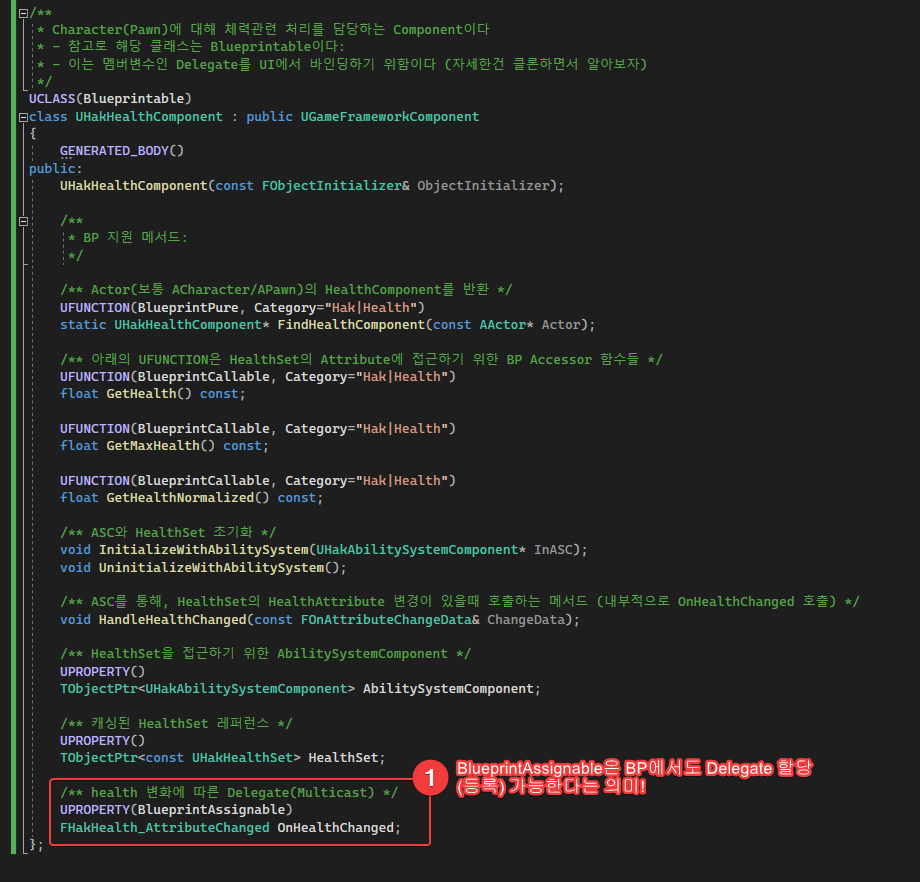 /**
* Character(Pawn)에 대해 체력관련 처리를 담당하는 Component이다
* - 참고로 해당 클래스는 Blueprintable이다:
* - 이는 멤버변수인 Delegate를 UI에서 바인딩하기 위함이다 (자세한건 클론하면서 알아보자)
*/
UCLASS(Blueprintable)
class UHakHealthComponent : public UGameFrameworkComponent
{
GENERATED_BODY()
public:
UHakHealthComponent(const FObjectInitializer& ObjectInitializer);
/**
* BP 지원 메서드:
*/
/** Actor(보통 ACharacter/APawn)의 HealthComponent를 반환 */
UFUNCTION(BlueprintPure, Category="Hak|Health")
static UHakHealthComponent* FindHealthComponent(const AActor* Actor);
/** 아래의 UFUNCTION은 HealthSet의 Attribute에 접근하기 위한 BP Accessor 함수들 */
UFUNCTION(BlueprintCallable, Category="Hak|Health")
float GetHealth() const;
UFUNCTION(BlueprintCallable, Category="Hak|Health")
float GetMaxHealth() const;
UFUNCTION(BlueprintCallable, Category="Hak|Health")
float GetHealthNormalized() const;
/** ASC와 HealthSet 초기화 */
void InitializeWithAbilitySystem(UHakAbilitySystemComponent* InASC);
void UninitializeWithAbilitySystem();
/** ASC를 통해, HealthSet의 HealthAttribute 변경이 있을때 호출하는 메서드 (내부적으로 OnHealthChanged 호출) */
void HandleHealthChanged(const FOnAttributeChangeData& ChangeData);
/** HealthSet을 접근하기 위한 AbilitySystemComponent */
UPROPERTY()
TObjectPtr<UHakAbilitySystemComponent> AbilitySystemComponent;
/** 캐싱된 HealthSet 레퍼런스 */
UPROPERTY()
TObjectPtr<const UHakHealthSet> HealthSet;
/** health 변화에 따른 Delegate(Multicast) */
UPROPERTY(BlueprintAssignable)
FHakHealth_AttributeChanged OnHealthChanged;
};
1
BlueprintAssignable은 BP에서도 Delegate 할당
(등록) 가능한다는 의미!